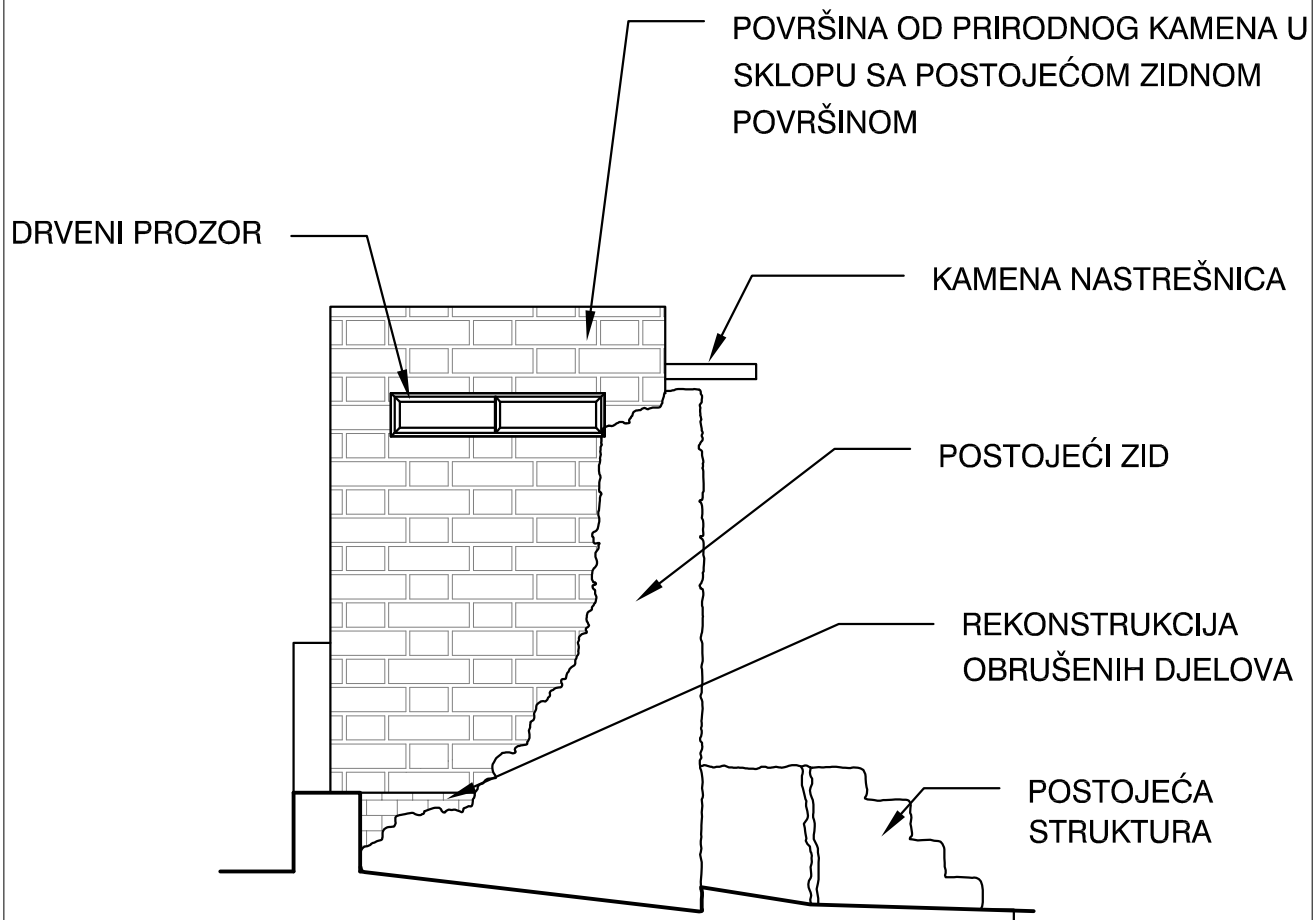 POVRŠINA OD PRIRODNOG KAMENA U
SKLOPU SA POSTOJEĆOM ZIDNOM
POVRŠINOM
DRVENI PROZOR
KAMENA NASTREŠNICA
POSTOJEĆI ZID
REKONSTRUKCIJA
OBRUŠENIH DJELOVA
POSTOJEĆA
STRUKTURA